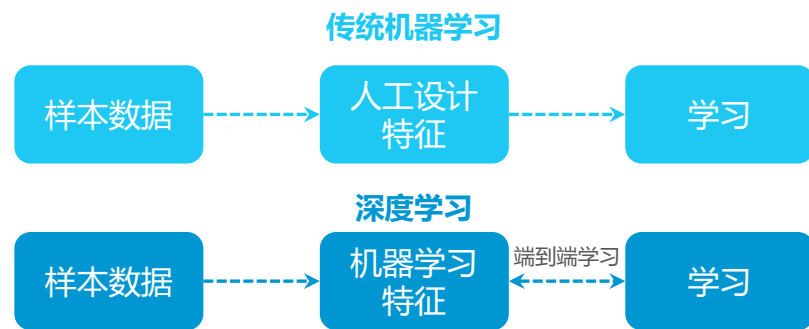 传统机器学习
样本数据
人工设计
特征
学习
深度学习
样本数据
机器学习
特征
端到端学习
学习